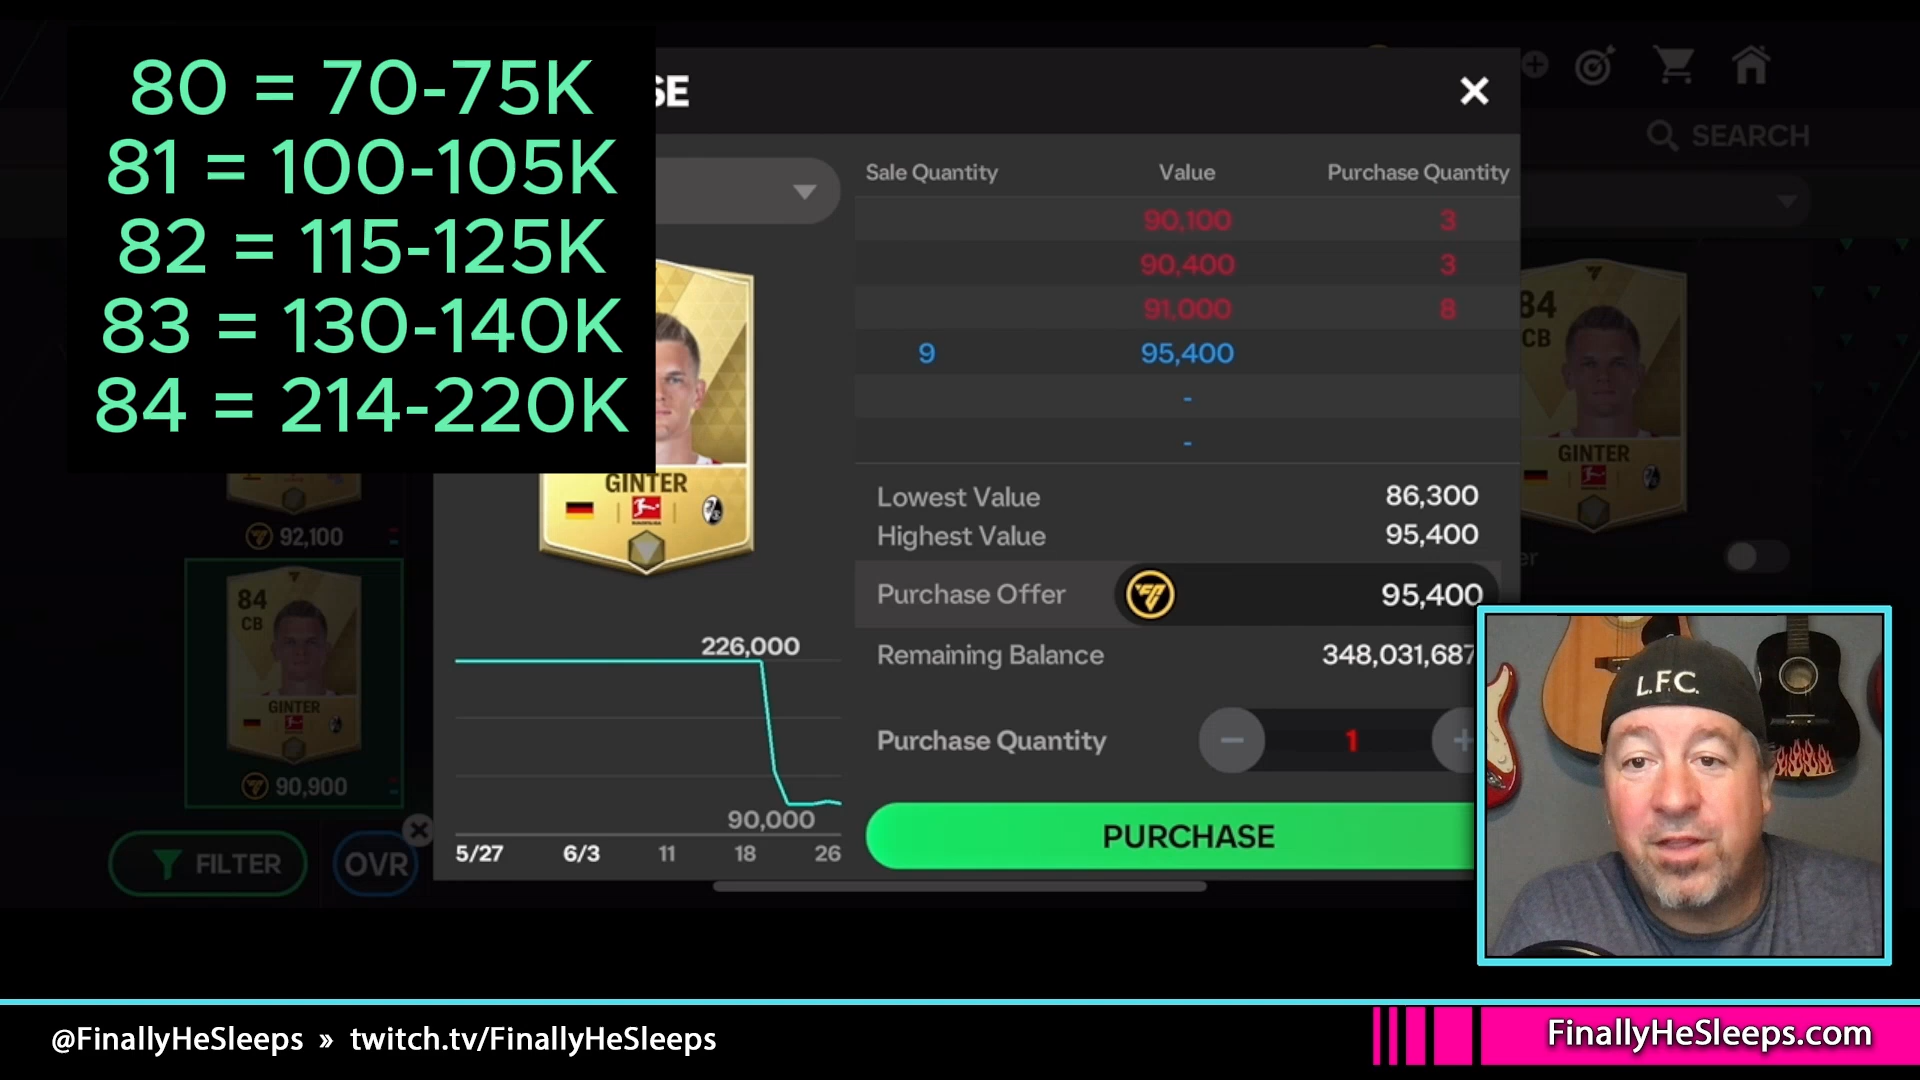 80 = 70-75K
81 = 100-105K
82 = 115-125K
83 = 130-140K
84 = 214-220K
SE
SEARCH
Sale Quantity Value Purchase Quantity
90,100 3
90,400 3
91,000 8
9 95,400
-
-
Lowest Value 86,300
Highest Value 95,400
Purchase Offer 95,400
Remaining Balance 348,031,687
Purchase Quantity 1
PURCHASE
GINTER
226,000
90,000
5/27 6/3 11 18 26
92,100
84
CB
GINTER
90,900
FILTER
OVR
84
CB
GINTER
er
L.F.C.
@FinallyHeSleeps » twitch.tv/FinallyHeSleeps
FinallyHeSleeps.com